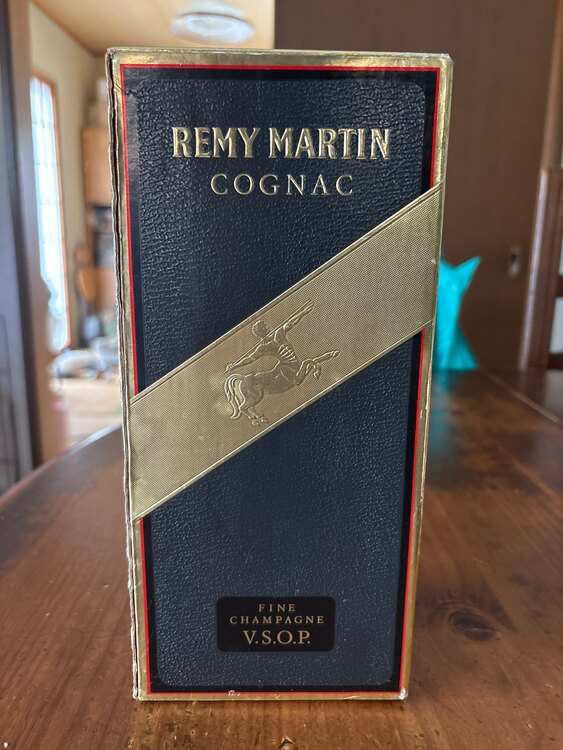 REMY MARTIN
COGNAC
FINE
CHAMPAGNE
V.S.O.P.